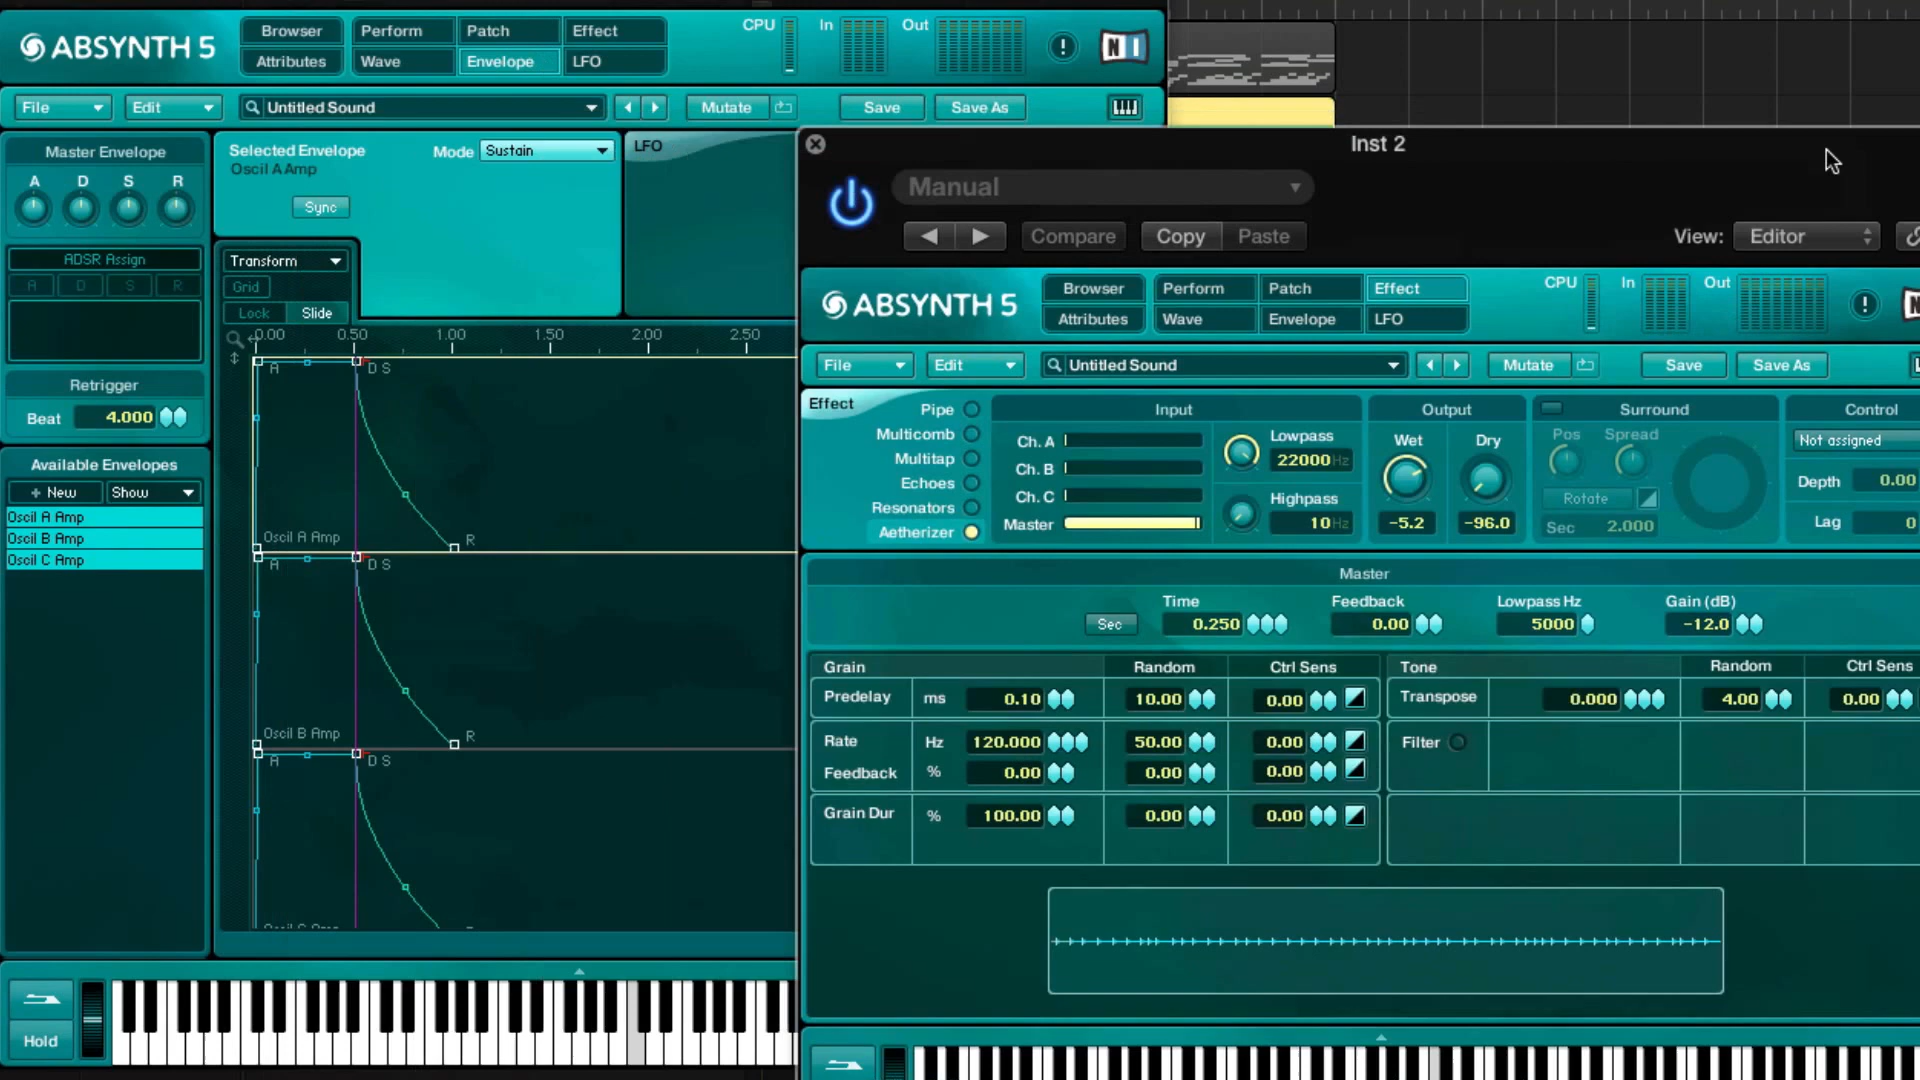 ABSYNTH 5
Browser Perform Patch Effect
Attributes Wave Envelope LFO
CPU In Out
!
NI
File Edit Untitled Sound Mutate Save Save As
Master Envelope
A D S R
ADSR Assign
A D S R
Retrigger
Beat 4.000
Available Envelopes
+ New Show
Oscil A Amp
Oscil B Amp
Oscil C Amp
Selected Envelope
Oscil A Amp
Mode Sustain
Sync
LFO
Transform
Grid
Lock Slide
0.00 0.50 1.00 1.50 2.00 2.50
A D S
Oscil A Amp R
A D S
Oscil B Amp R
A D S
Hold
Inst 2
Manual
Compare Copy Paste
View: Editor
ABSYNTH 5
Browser Perform Patch Effect
Attributes Wave Envelope LFO
CPU In Out
!
File Edit Untitled Sound Mutate Save Save As
Effect
Pipe
Multicomb
Multitap
Echoes
Resonators
Aetherizer
Input
Ch. A
Ch. B
Ch. C
Master
Lowpass
22000 Hz
Highpass
10 Hz
Output
Wet Dry
-5.2 -96.0
Surround
Pos Spread
Rotate
Sec 2.000
Control
Not assigned
Depth 0.00
Lag 0
Master
Time Feedback Lowpass Hz Gain (dB)
Sec 0.250 0.00 5000 -12.0
Grain Random Ctrl Sens
Predelay ms 0.10 10.00 0.00
Rate Hz 120.000 50.00 0.00
Feedback % 0.00 0.00 0.00
Grain Dur % 100.00 0.00 0.00
Tone Random Ctrl Sens
Transpose 0.000 4.00 0.00
Filter